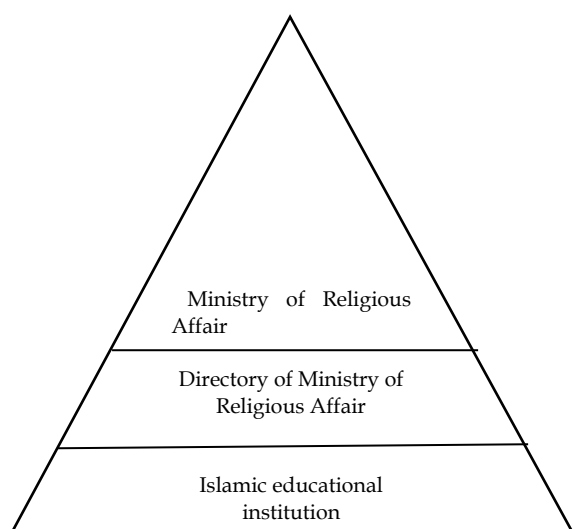 Ministry of Religious
Affair
Directory of Ministry of
Religious Affair
Islamic educational
institution